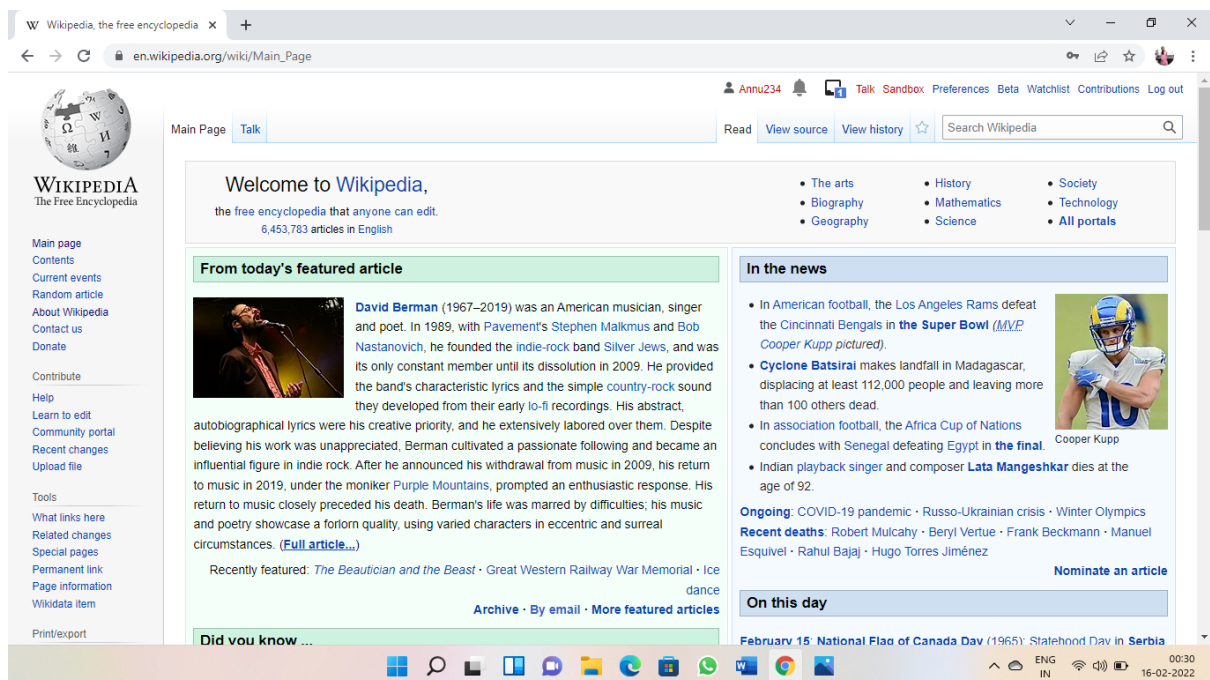 Wikipedia, the free encyclopedia
en.wikipedia.org/wiki/Main_Page
Annu234 1 Talk Sandbox Preferences Beta Watchlist Contributions Log out
Main Page Talk
Read View source View history Search Wikipedia
WIKIPEDIA
The Free Encyclopedia
Main page
Contents
Current events
Random article
About Wikipedia
Contact us
Donate
Contribute
Help
Learn to edit
Community portal
Recent changes
Upload file
Tools
What links here
Related changes
Special pages
Permanent link
Page information
Wikidata item
Print/export
Welcome to Wikipedia,
the free encyclopedia that anyone can edit.
6,453,783 articles in English
• The arts
• Biography
• Geography
• History
• Mathematics
• Science
• Society
• Technology
• All portals
From today's featured article
David Berman (1967–2019) was an American musician, singer
and poet. In 1989, with Pavement's Stephen Malkmus and Bob
Nastanovich, he founded the indie-rock band Silver Jews, and was
its only constant member until its dissolution in 2009. He provided
the band's characteristic lyrics and the simple country-rock sound
they developed from their early lo-fi recordings. His abstract,
autobiographical lyrics were his creative priority, and he extensively labored over them. Despite
believing his work was unappreciated, Berman cultivated a passionate following and became an
influential figure in indie rock. After he announced his withdrawal from music in 2009, his return
to music in 2019, under the moniker Purple Mountains, prompted an enthusiastic response. His
return to music closely preceded his death. Berman's life was marred by difficulties; his music
and poetry showcase a forlorn quality, using varied characters in eccentric and surreal
circumstances. (Full article...)
Recently featured: The Beautician and the Beast · Great Western Railway War Memorial · Ice
dance
Archive · By email · More featured articles
Did you know ...
In the news
• In American football, the Los Angeles Rams defeat
the Cincinnati Bengals in the Super Bowl (MVP
Cooper Kupp pictured).
• Cyclone Batsirai makes landfall in Madagascar,
displacing at least 112,000 people and leaving more
than 100 others dead.
• In association football, the Africa Cup of Nations
concludes with Senegal defeating Egypt in the final.
• Indian playback singer and composer Lata Mangeshkar dies at the
age of 92.
10
Cooper Kupp
Ongoing: COVID-19 pandemic · Russo-Ukrainian crisis · Winter Olympics
Recent deaths: Robert Mulcahy · Beryl Vertue · Frank Beckmann · Manuel
Esquivel · Rahul Bajaj · Hugo Torres Jiménez
Nominate an article
On this day
February 15: National Flag of Canada Day (1965); Statehood Day in Serbia
ENG
IN
00:30
16-02-2022